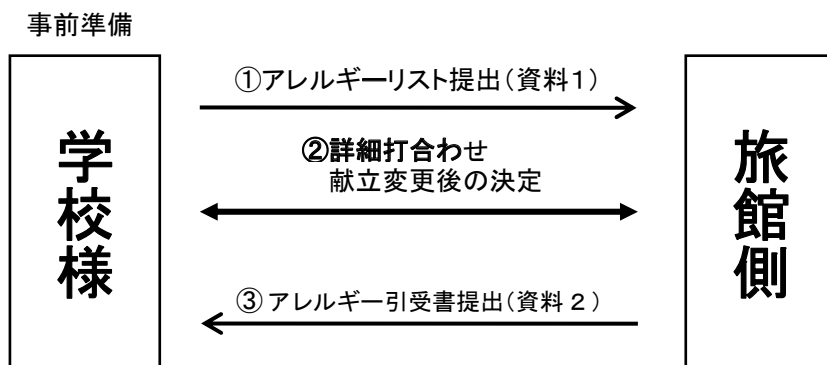 事前準備
学校様
①アレルギーリスト提出(資料1)
②詳細打合わせ
献立変更後の決定
③アレルギー引受書提出(資料2)
旅館側